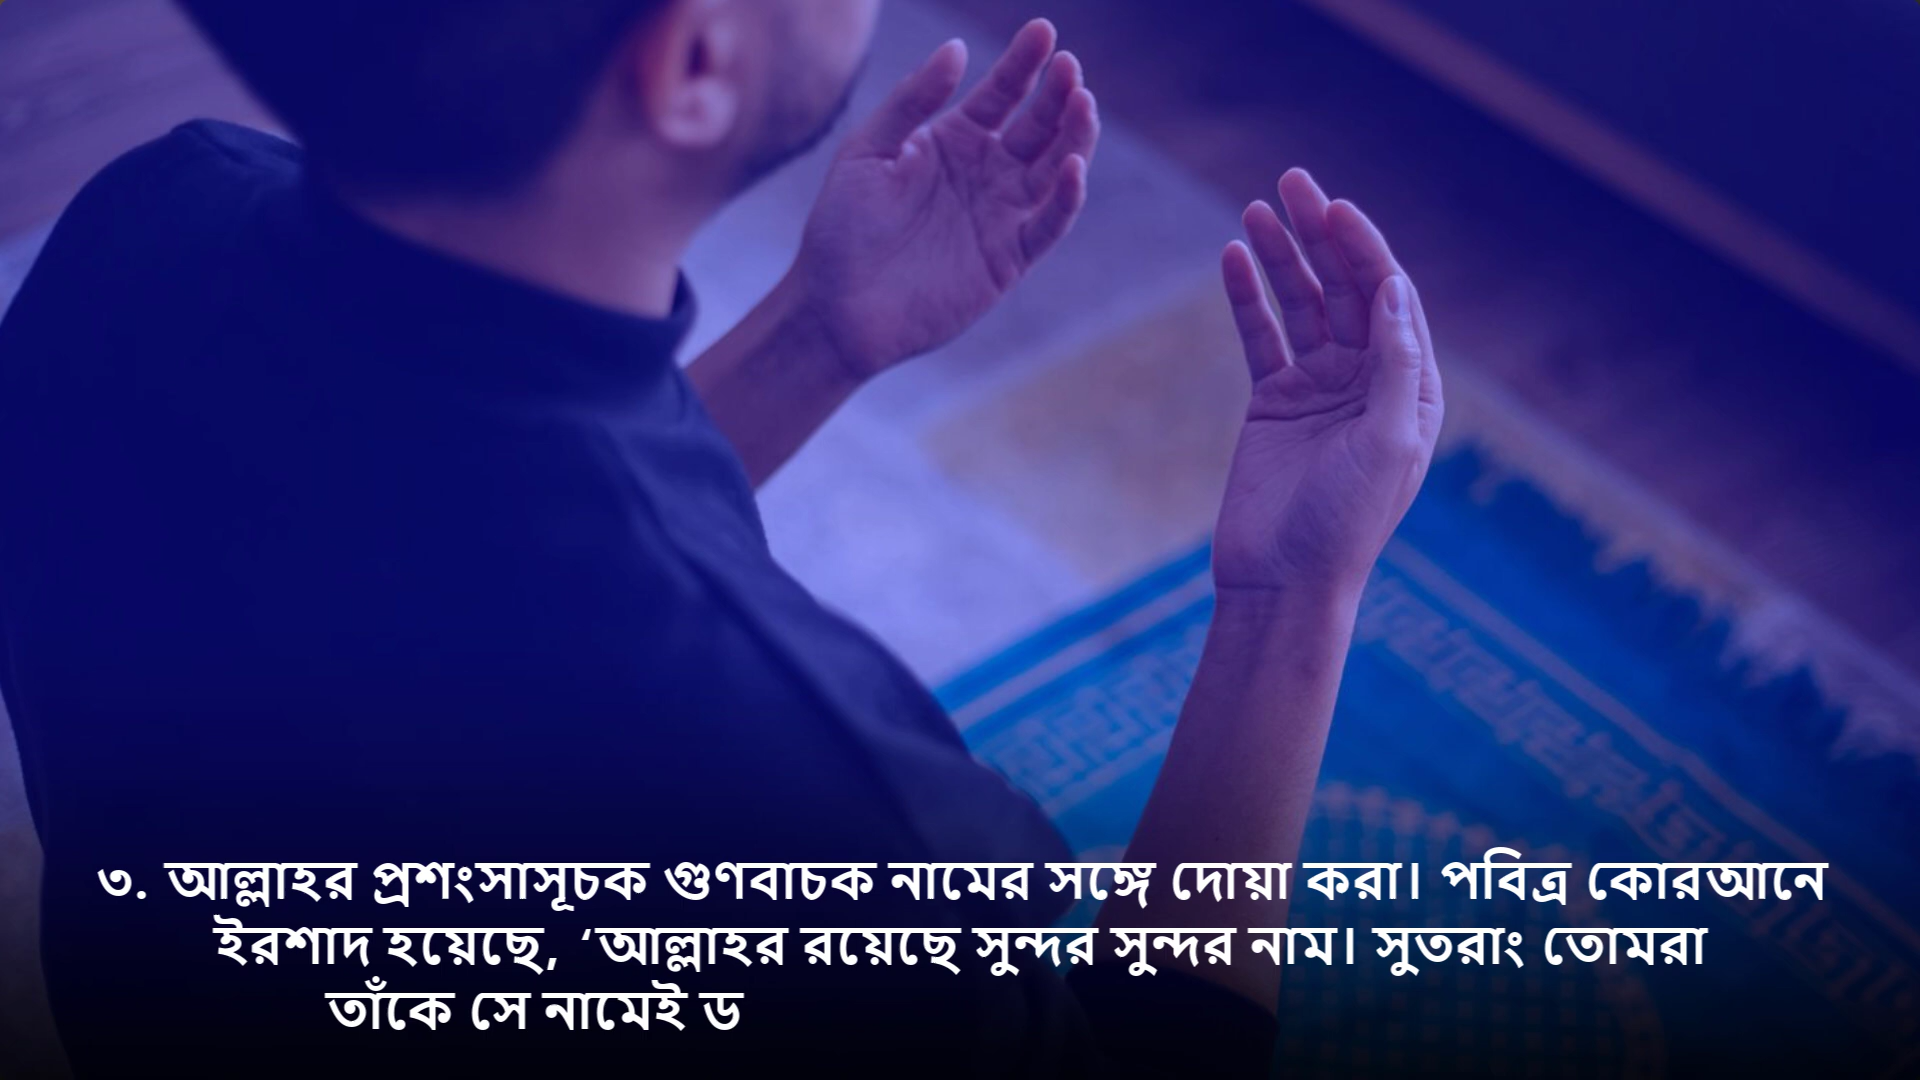 ৩. আল্লাহর প্রশংসাসূচক গুণবাচক নামের সঙ্গে দোয়া করা। পবিত্র কোরআনে
ইরশাদ হয়েছে, ‘আল্লাহর রয়েছে সুন্দর সুন্দর নাম। সুতরাং তোমরা
তাঁকে সে নামেই ড